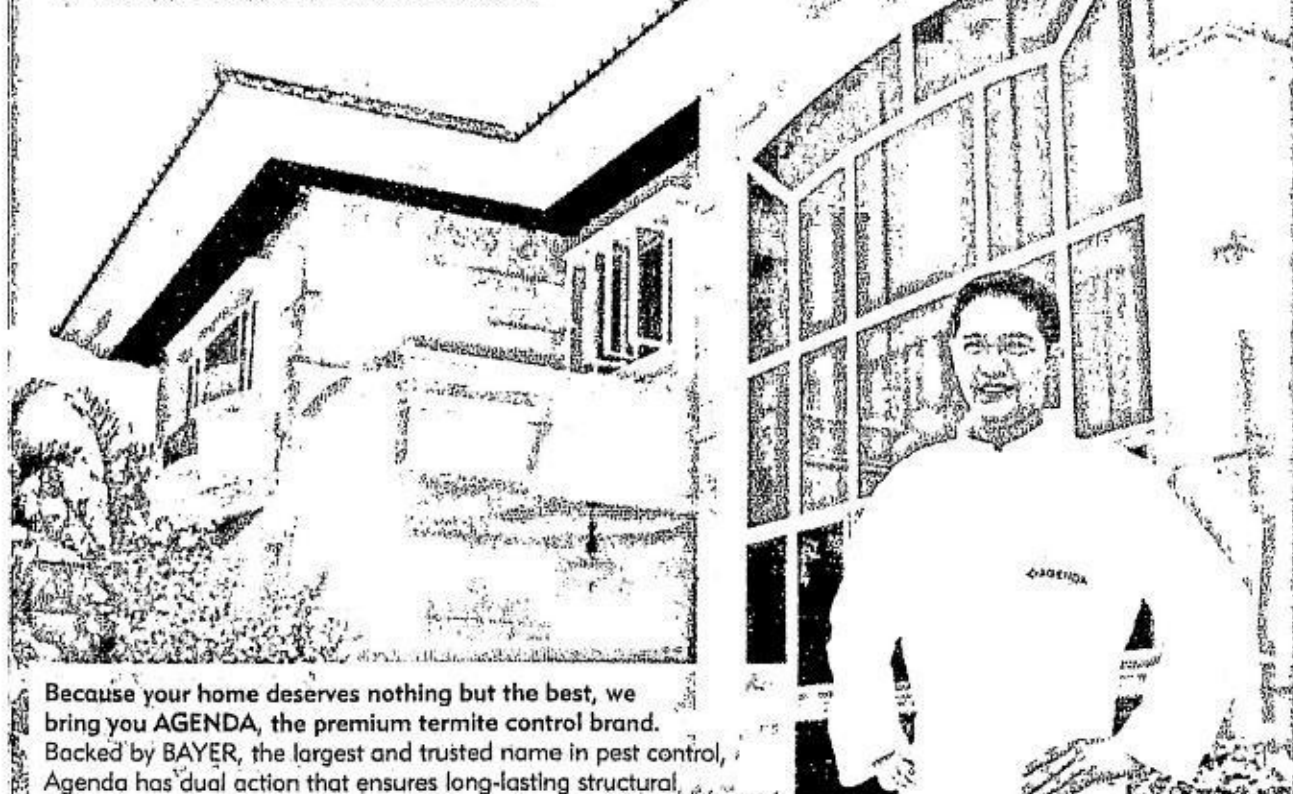 AGENDA
Because your home deserves nothing but the best, we
bring you AGENDA, the premium termite control brand.
Backed by BAYER, the largest and trusted name in pest control,
Agenda has dual action that ensures long-lasting structural